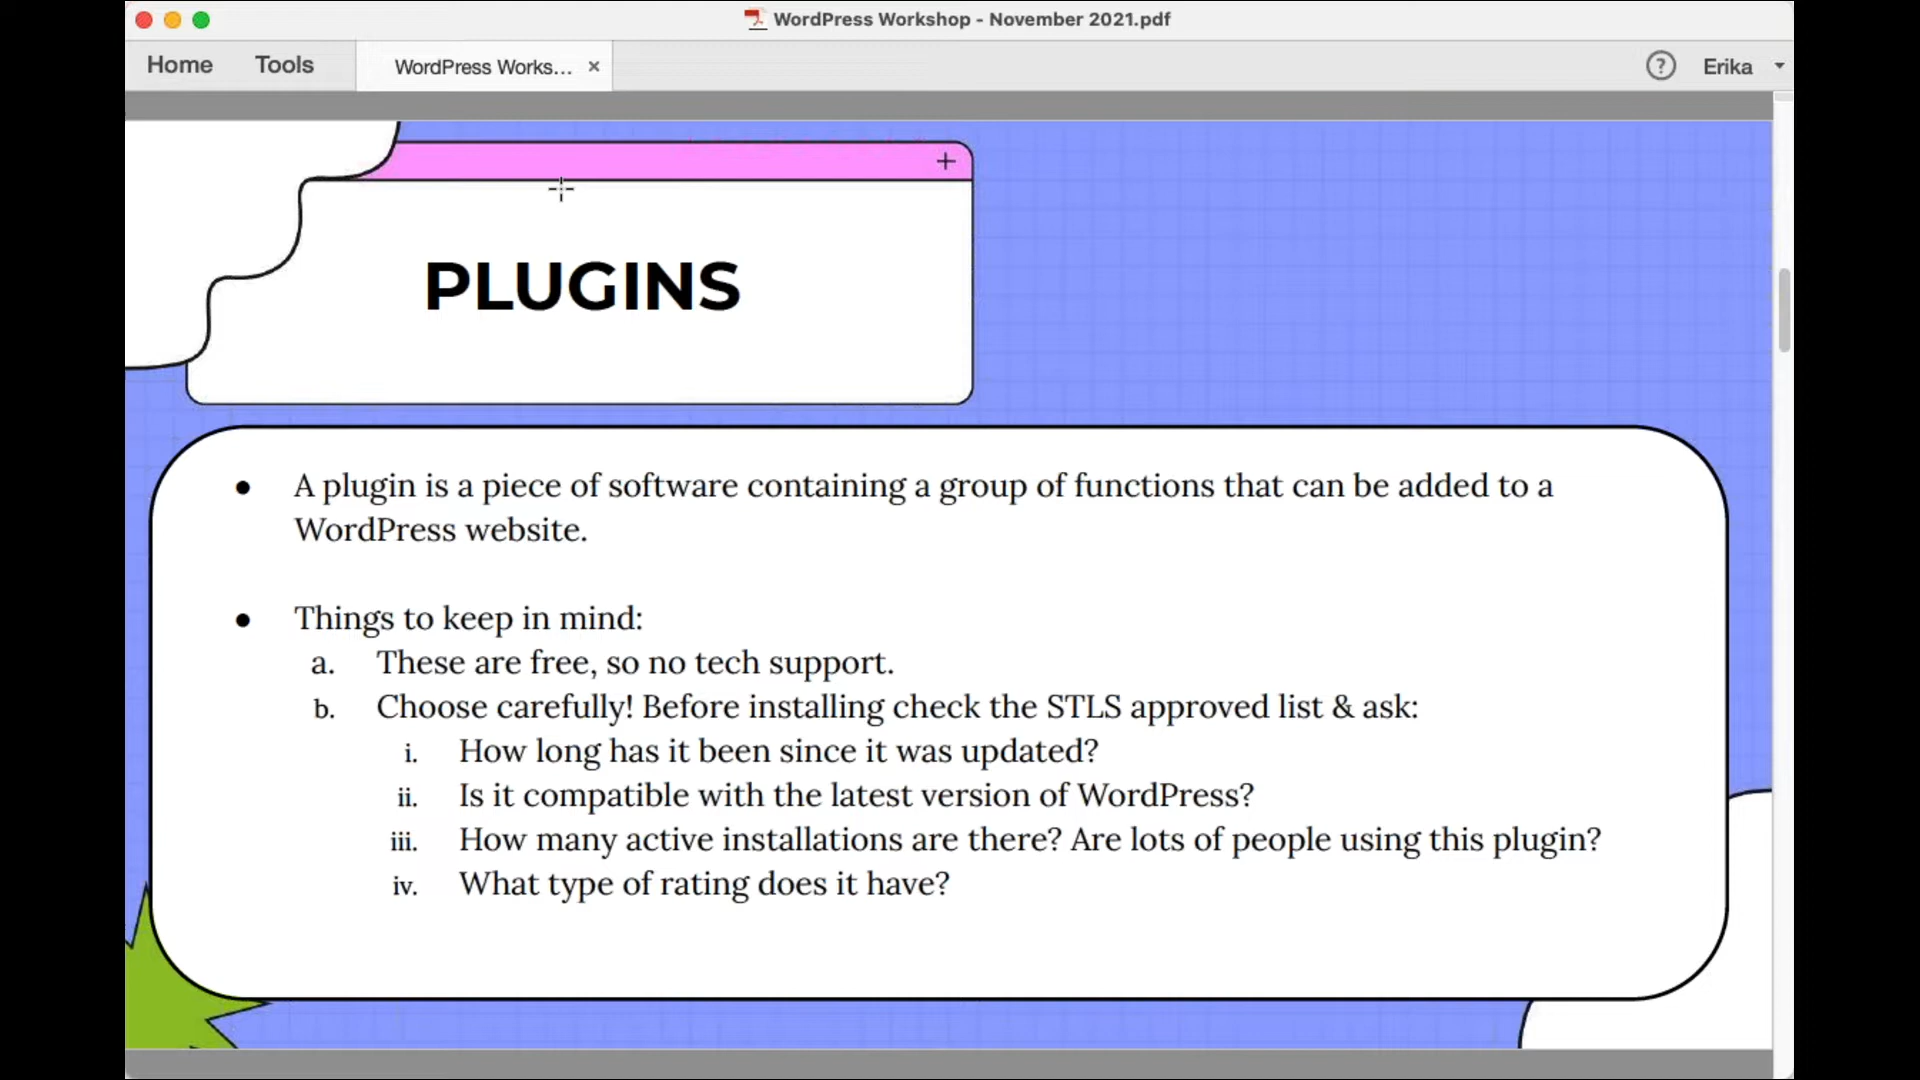 WordPress Workshop - November 2021.pdf
Home Tools WordPress Works... × ? Erika
+
PLUGINS
● A plugin is a piece of software containing a group of functions that can be added to a
WordPress website.
● Things to keep in mind:
a. These are free, so no tech support.
b. Choose carefully! Before installing check the STLS approved list & ask:
i. How long has it been since it was updated?
ii. Is it compatible with the latest version of WordPress?
iii. How many active installations are there? Are lots of people using this plugin?
iv. What type of rating does it have?